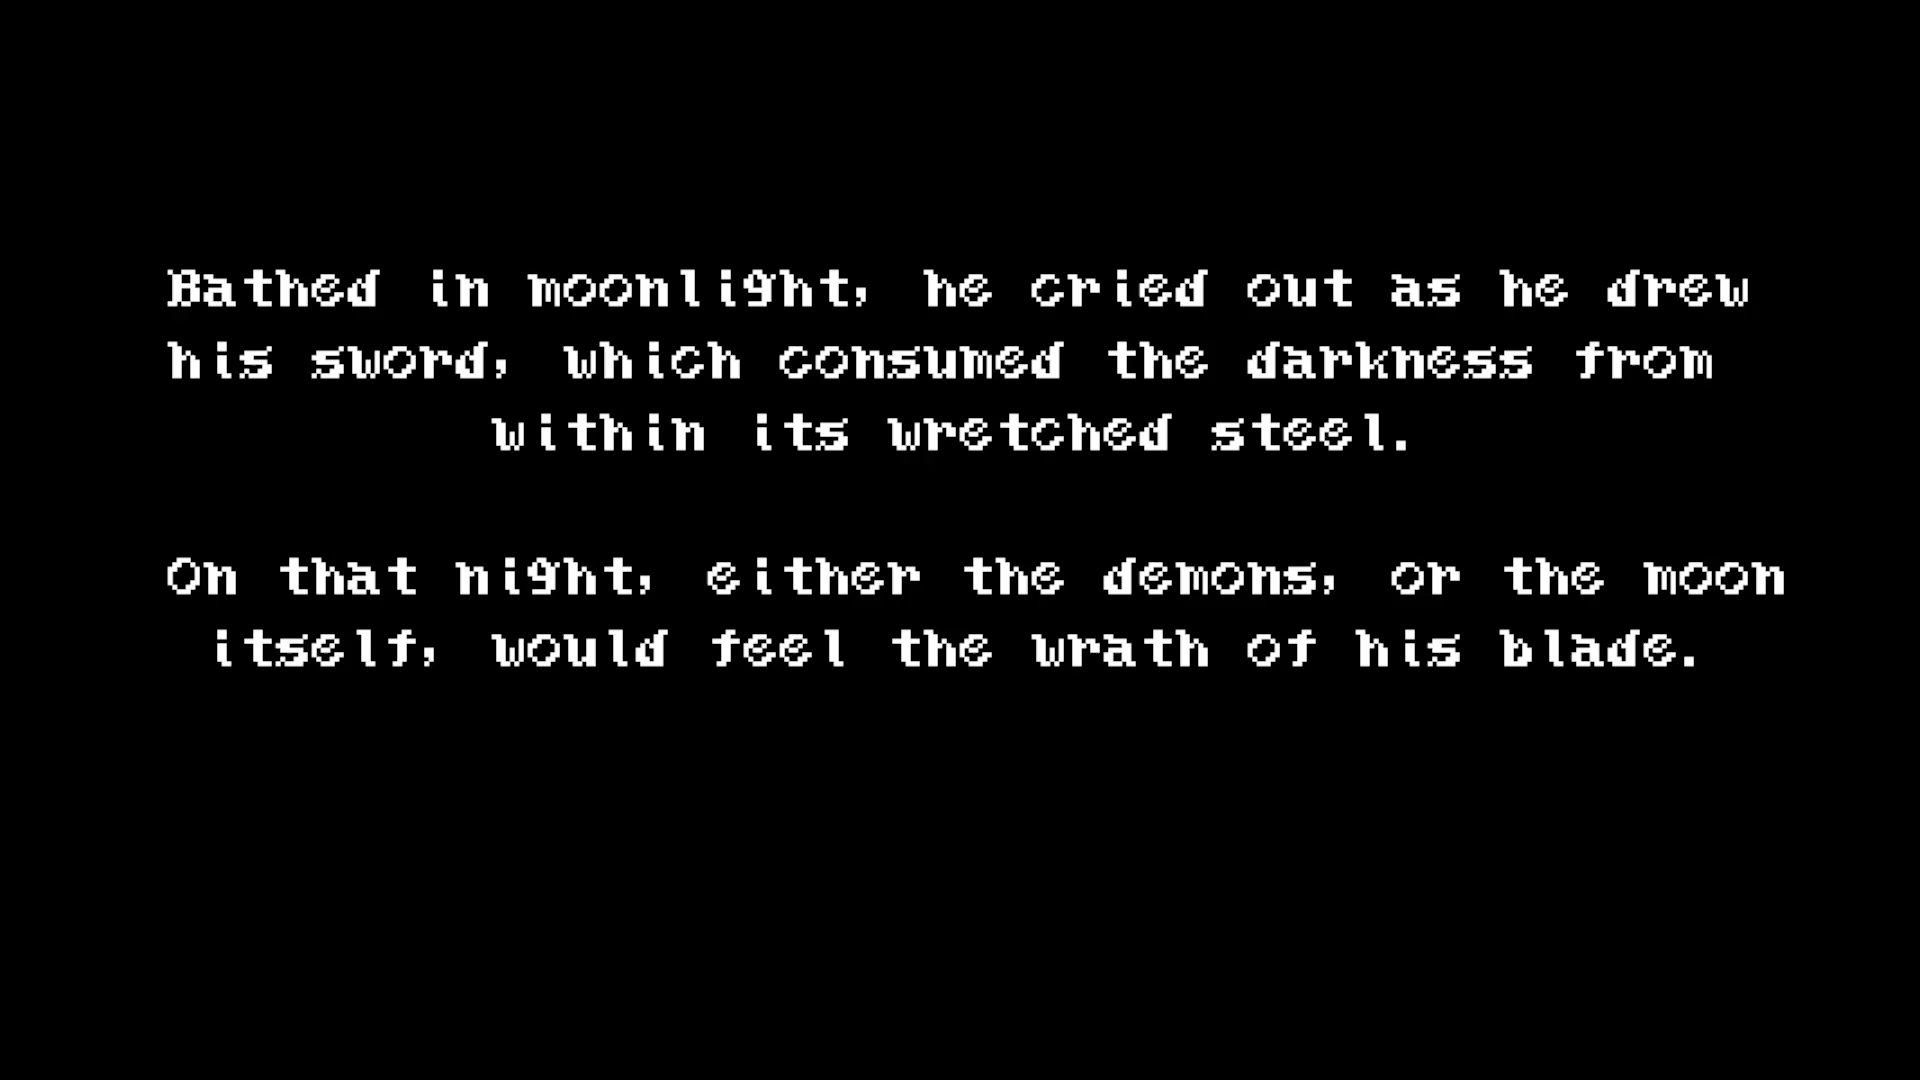 Bathed in moonlight, he cried out as he drew
his sword, which consumed the darkness from
within its wretched steel.
On that night, either the demons, or the moon
itself, would feel the wrath of his blade.